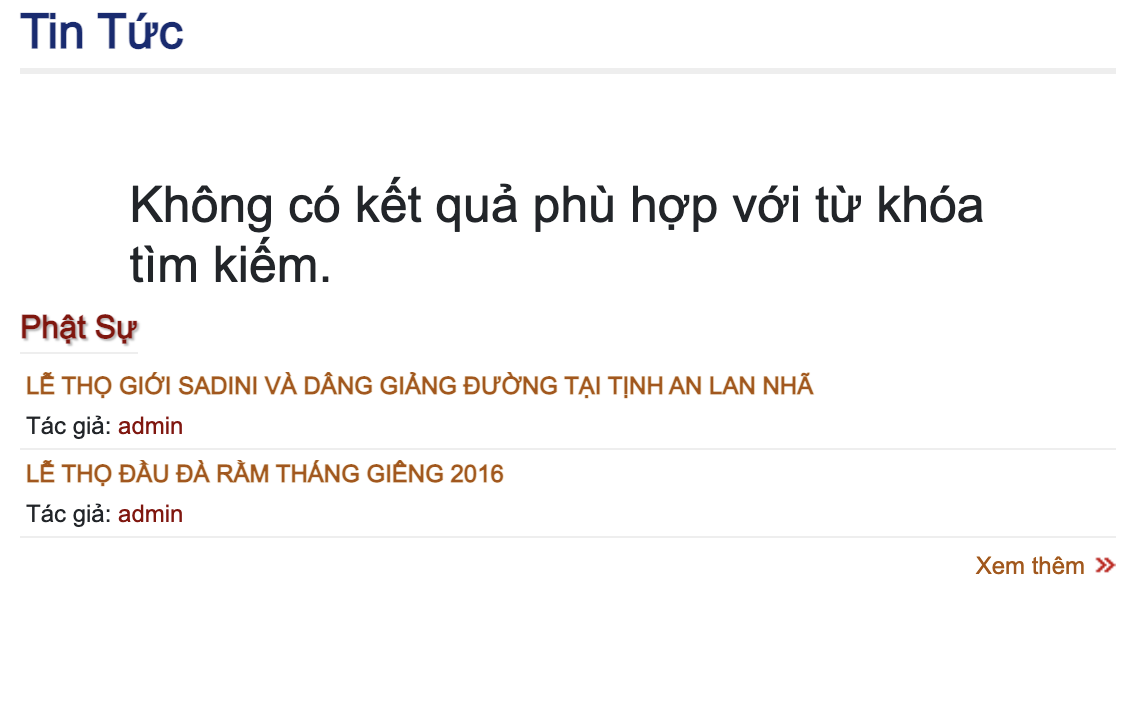 Tin Tức
Không có kết quả phù hợp với từ khóa
tìm kiếm.
Phật Sự
LỄ THỌ GIỚI SADINI VÀ DÂNG GIẢNG ĐƯỜNG TẠI TỊNH AN LAN NHÃ
Tác giả: admin
LỄ THỌ ĐẦU ĐÀ RẰM THÁNG GIÊNG 2016
Tác giả: admin
Xem thêm